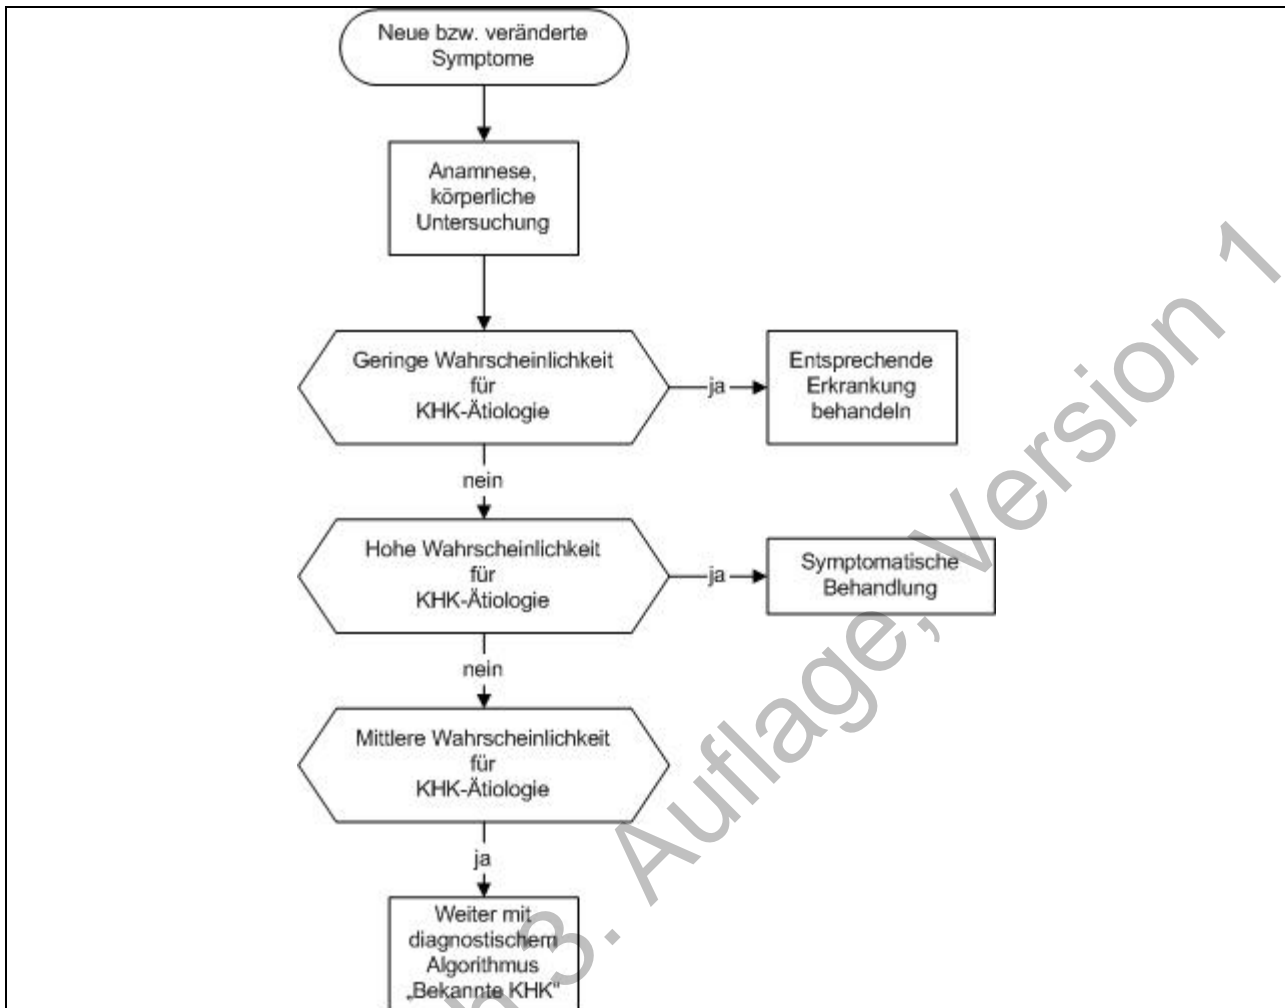 Neue bzw. veränderte
Symptome
Anamnese,
körperliche
Untersuchung
Geringe Wahrscheinlichkeit
für
KHK-Ätiologie
ja
Entsprechende
Erkrankung
behandeln
nein
Hohe Wahrscheinlichkeit
für
KHK-Ätiologie
ja
Symptomatische
Behandlung
nein
Mittlere Wahrscheinlichkeit
für
KHK-Ätiologie
ja
Weiter mit
diagnostischem
Algorithmus
„Bekannte KHK"
3. Auflage, Version 1